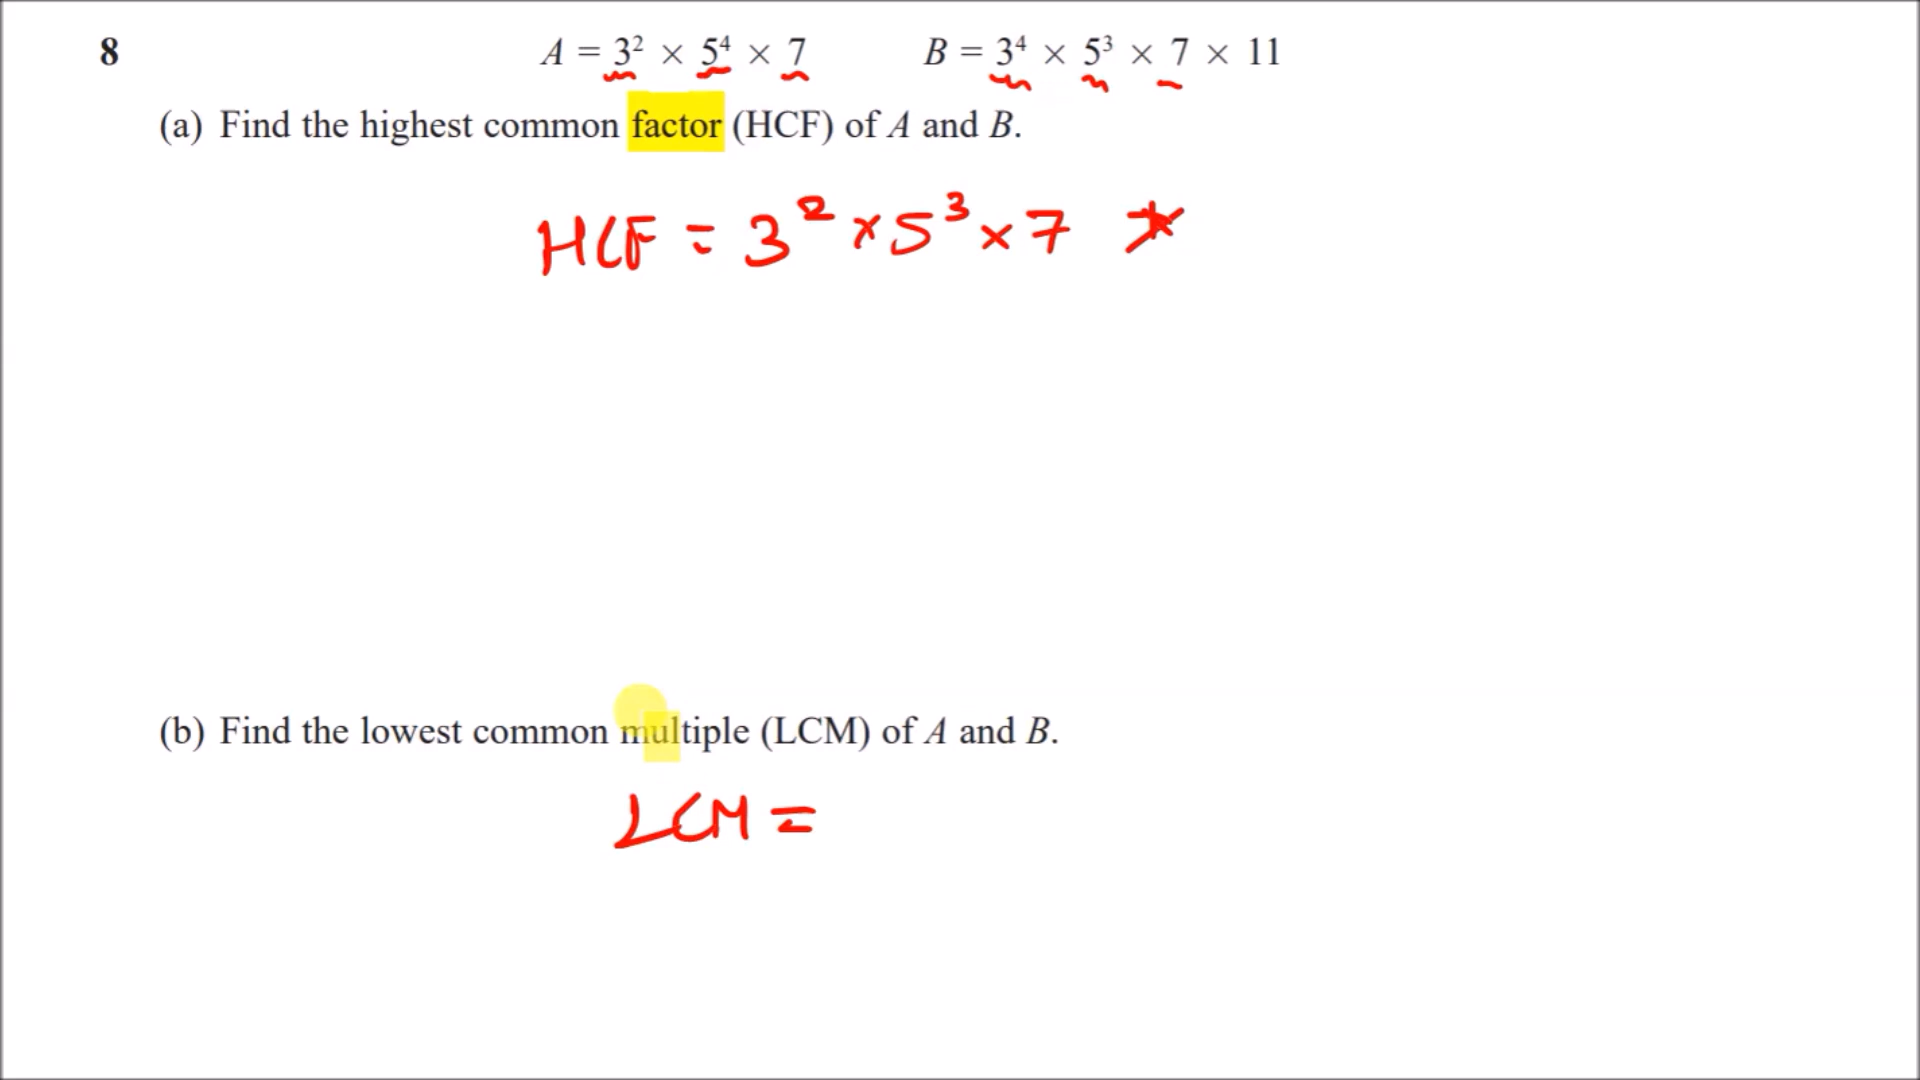 8 A = 3² × 5⁴ × 7 B = 3⁴ × 5³ × 7 × 11
(a) Find the highest common factor (HCF) of A and B.
HCF = 3² × 5³ × 7
(b) Find the lowest common multiple (LCM) of A and B.
LCM =